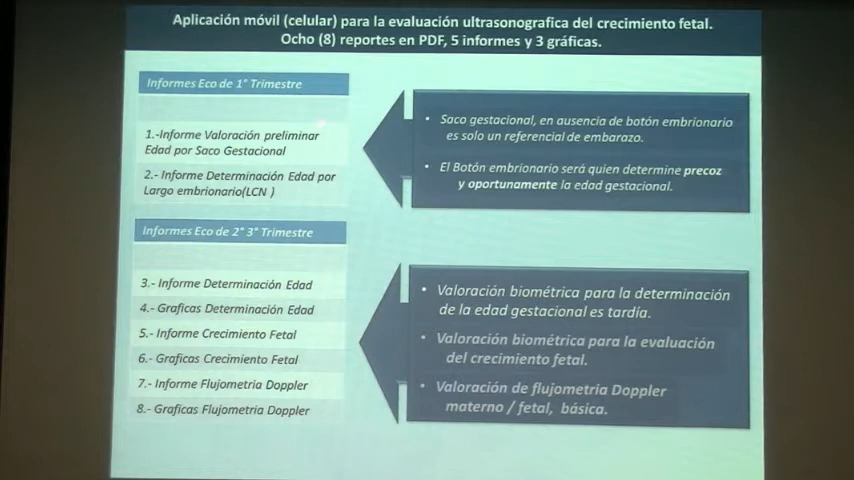 Aplicación móvil (celular) para la evaluación ultrasonografica del crecimiento fetal.
Ocho (8) reportes en PDF, 5 informes y 3 gráficas.
Informes Eco de 1° Trimestre
1.-Informe Valoración preliminar
Edad por Saco Gestacional
2.- Informe Determinación Edad por
Largo embrionario(LCN )
• Saco gestacional, en ausencia de botón embrionario
es solo un referencial de embarazo.
• El Botón embrionario será quien determine precoz
y oportunamente la edad gestacional.
Informes Eco de 2° 3° Trimestre
3.- Informe Determinación Edad
4.- Graficas Determinación Edad
5.- Informe Crecimiento Fetal
6.- Graficas Crecimiento Fetal
7.- Informe Flujometria Doppler
8.- Graficas Flujometria Doppler
• Valoración biométrica para la determinación
de la edad gestacional es tardía.
• Valoración biométrica para la evaluación
del crecimiento fetal.
• Valoración de flujometria Doppler
materno / fetal, básica.